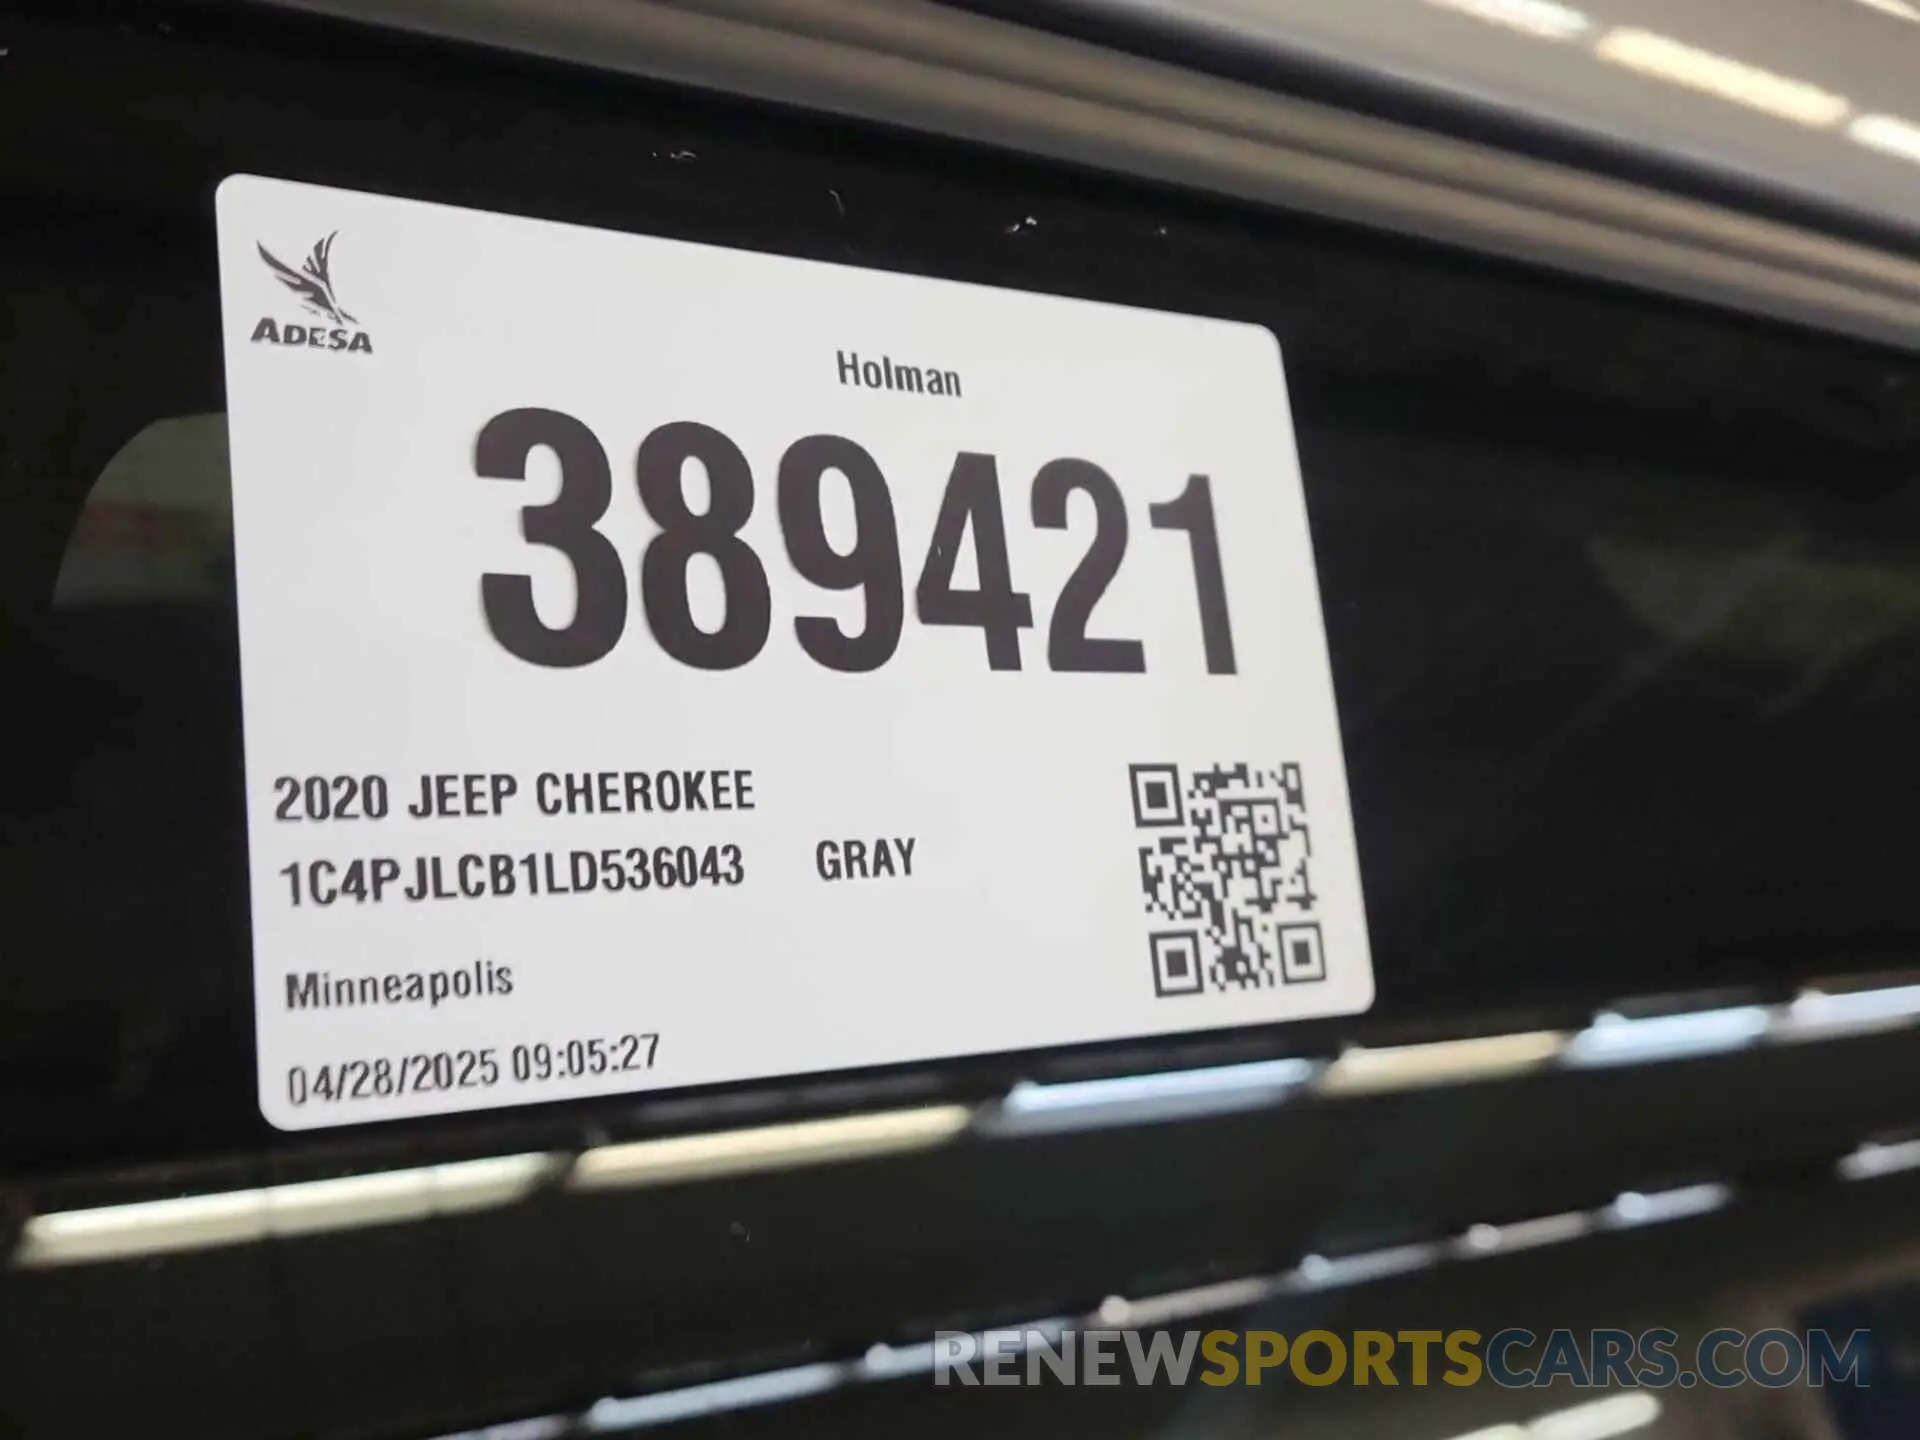 ADESA
Holman
389421
2020 JEEP CHEROKEE
1C4PJLCB1LD536043 GRAY
Minneapolis
04/28/2025 09:05:27
RENEWSPORTSCARS.COM